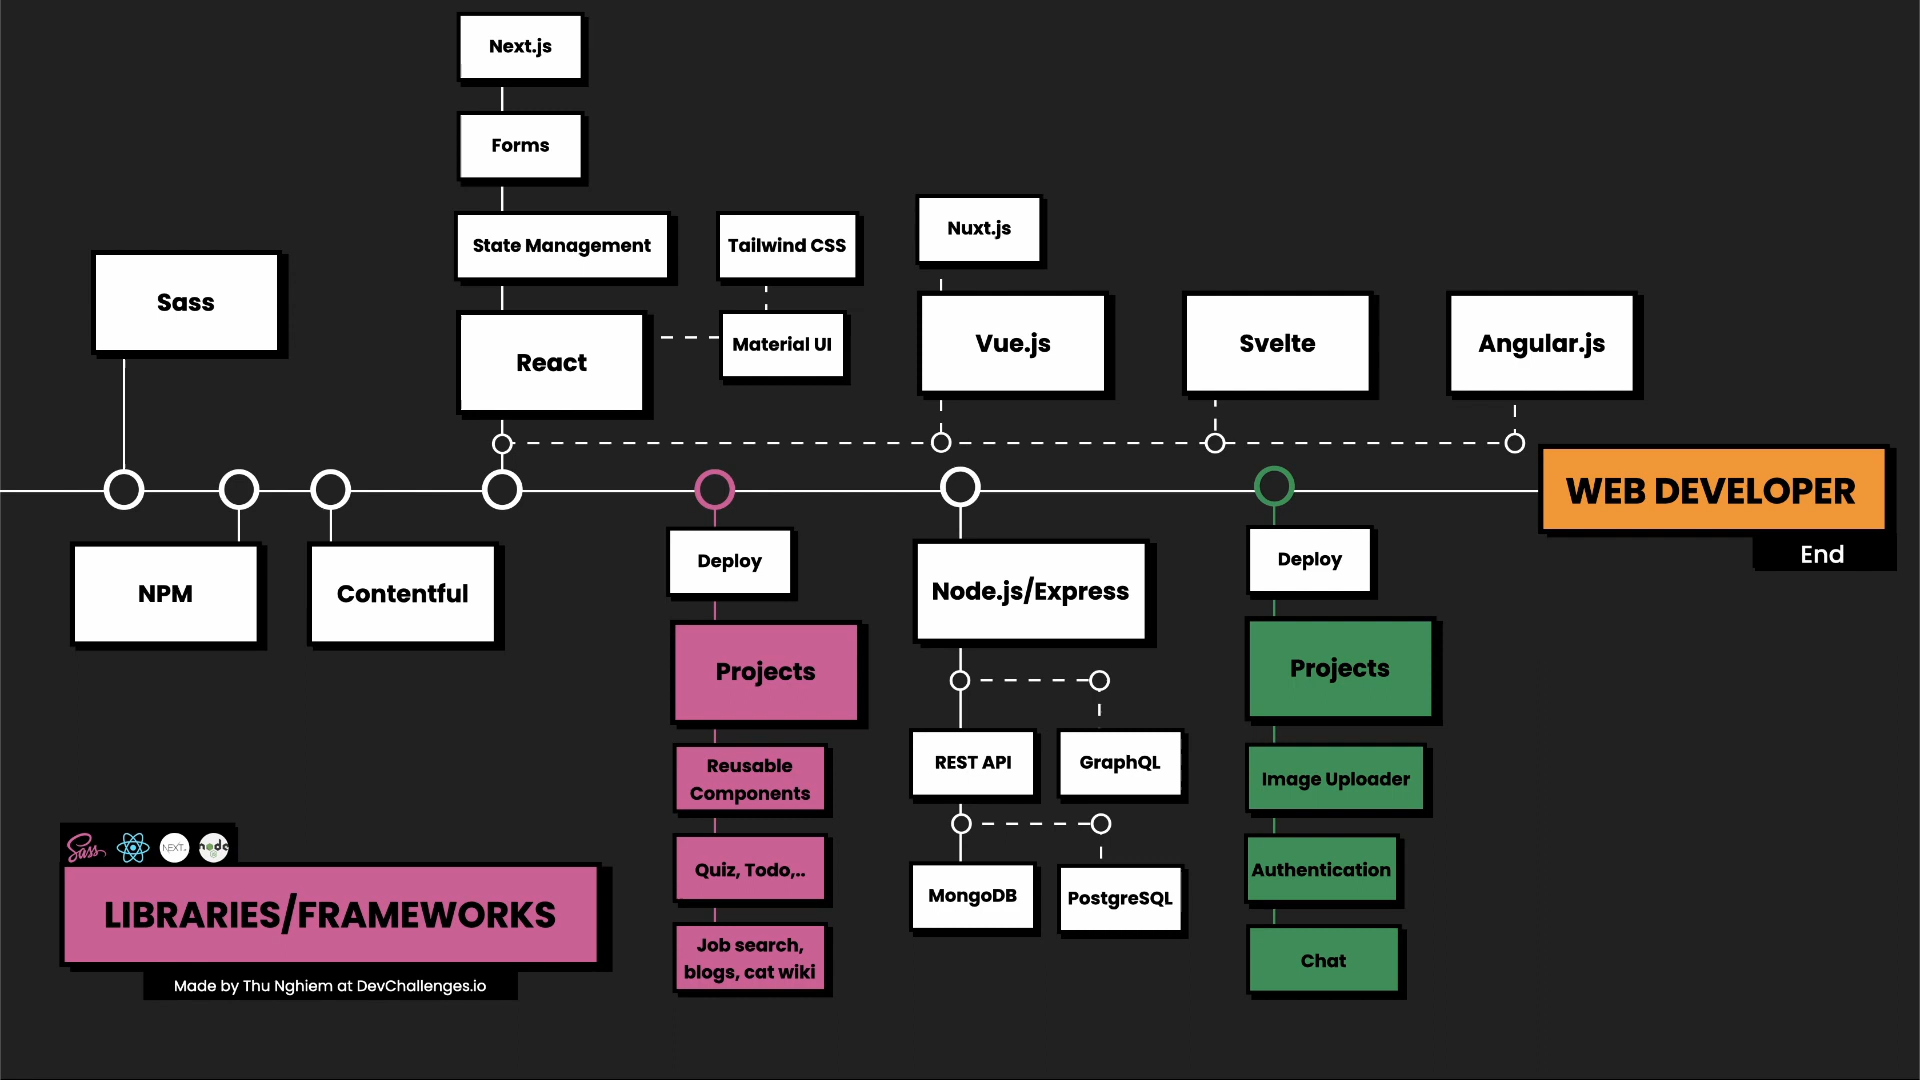 Next.js
Forms
State Management
Tailwind CSS
Nuxt.js
Sass
React
Material UI
Vue.js
Svelte
Angular.js
WEB DEVELOPER
End
NPM
Contentful
Deploy
Projects
Reusable
Components
Quiz, Todo,..
Job search,
blogs, cat wiki
Node.js/Express
REST API
GraphQL
MongoDB
PostgreSQL
Deploy
Projects
Image Uploader
Authentication
Chat
Sass
NEXT.
node
LIBRARIES/FRAMEWORKS
Made by Thu Nghiem at DevChallenges.io